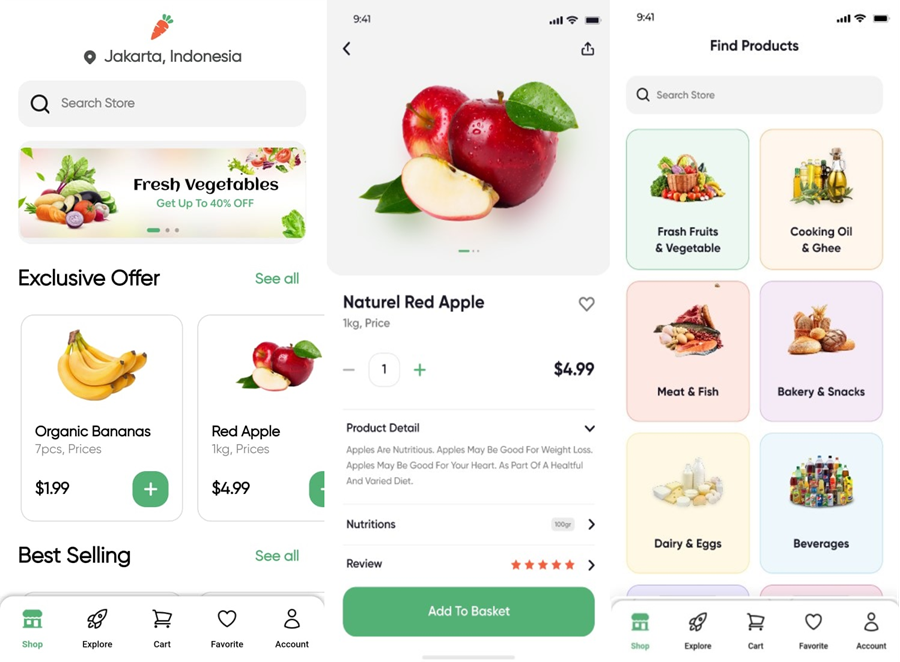 Jakarta, Indonesia
Search Store
Fresh Vegetables
Get Up To 40% OFF
Exclusive Offer
See all
Organic Bananas
7pcs, Prices
$1.99
Red Apple
1kg, Prices
$4.99
Best Selling
See all
Shop
Explore
Cart
Favorite
Account
9:41
Naturel Red Apple
1kg, Price
1
$4.99
Product Detail
Apples Are Nutritious. Apples May Be Good For Weight Loss.
Apples May Be Good For Your Heart. As Part Of A Healtful
And Varied Diet.
Nutritions
100gr
Review
Add To Basket
9:41
Find Products
Search Store
Frash Fruits
& Vegetable
Cooking Oil
& Ghee
Meat & Fish
Bakery & Snacks
Dairy & Eggs
Beverages
Shop
Explore
Cart
Favorite
Account